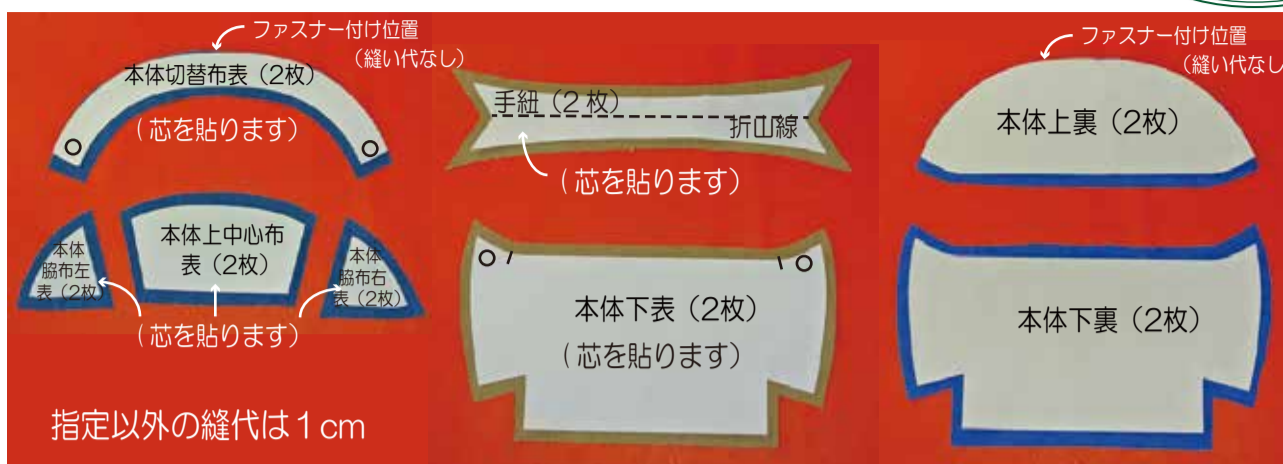 ファスナー付け位置
(縫い代なし)
本体切替布表(2枚)
(芯を貼ります)
本体上中心布
表(2枚)
本体
脇布左
表(2枚)
本体
脇布右
表(2枚)
(芯を貼ります)
指定以外の縫代は1cm
手紐(2枚)
折山線
(芯を貼ります)
本体下表(2枚)
(芯を貼ります)
ファスナー付け位置
(縫い代なし)
本体上裏(2枚)
本体下裏(2枚)